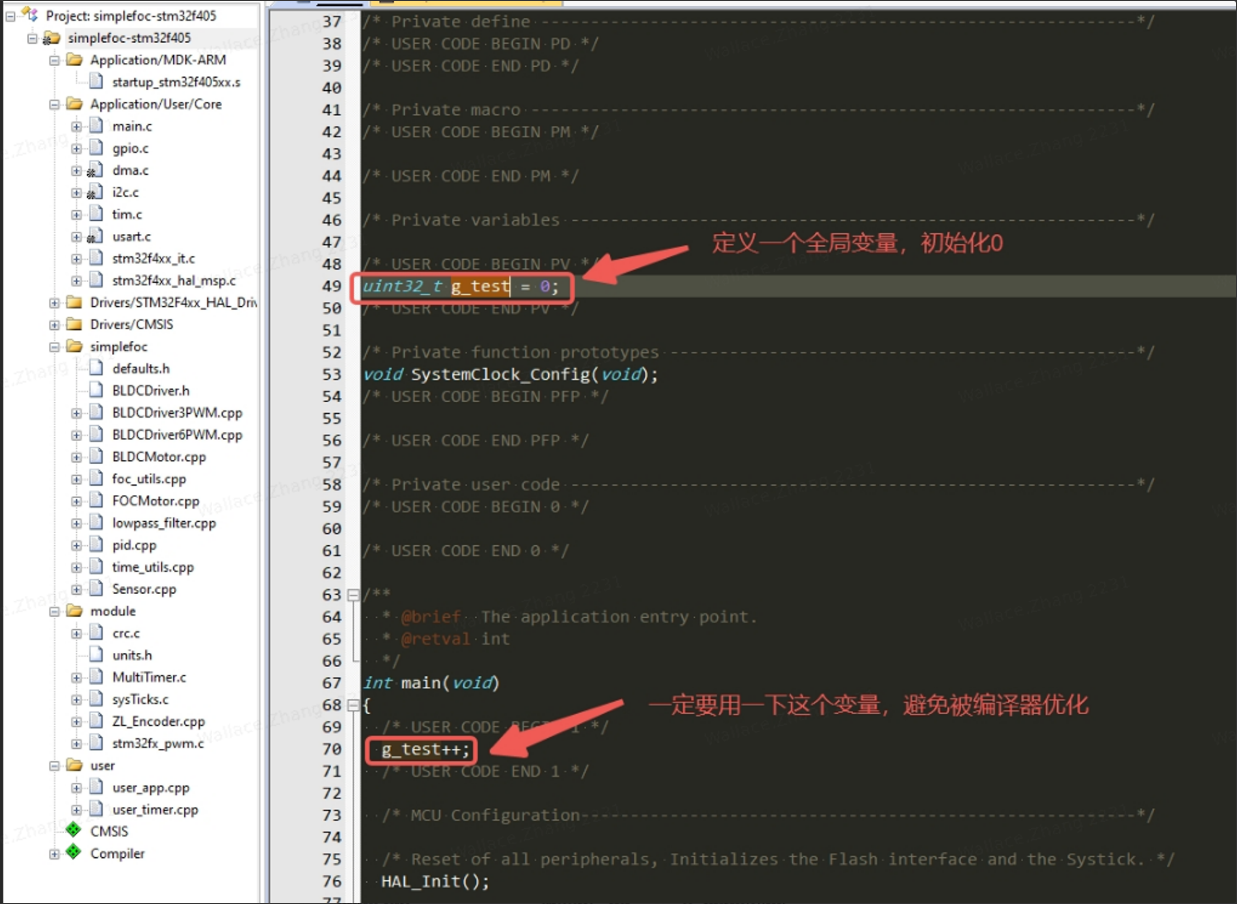 Project: simplefoc-stm32f405
simplefoc-stm32f405
Application/MDK-ARM
startup_stm32f405xx.s
Application/User/Core
main.c
gpio.c
dma.c
i2c.c
tim.c
usart.c
stm32f4xx_it.c
stm32f4xx_hal_msp.c
Drivers/STM32F4xx_HAL_Driv
Drivers/CMSIS
simplefoc
defaults.h
BLDCDriver.h
BLDCDriver3PWM.cpp
BLDCDriver6PWM.cpp
BLDCMotor.cpp
foc_utils.cpp
FOCMotor.cpp
lowpass_filter.cpp
pid.cpp
time_utils.cpp
Sensor.cpp
module
crc.c
units.h
MultiTimer.c
sysTicks.c
ZL_Encoder.cpp
stm32fx_pwm.c
user
user_app.cpp
user_timer.cpp
CMSIS
Compiler
37 /* Private define ------------------------------------------------------------*/
38 /* USER CODE BEGIN PD */
39 /* USER CODE END PD */
40
41 /* Private macro -------------------------------------------------------------*/
42 /* USER CODE BEGIN PM */
43
44 /* USER CODE END PM */
45
46 /* Private variables ---------------------------------------------------------*/
47
定义一个全局变量，初始化0
48 /* USER CODE BEGIN PV */
49 uint32_t g_test = 0;
50 /* USER CODE END PV */
51
52 /* Private function prototypes -----------------------------------------------*/
53 void SystemClock_Config(void);
54 /* USER CODE BEGIN PFP */
55
56 /* USER CODE END PFP */
57
58 /* Private user code ---------------------------------------------------------*/
59 /* USER CODE BEGIN 0 */
60
61 /* USER CODE END 0 */
62
63 /**
64 * @brief The application entry point.
65 * @retval int
66 */
67 int main(void)
68 {
一定要用一下这个变量，避免被编译器优化
69 /* USER CODE BEGIN 1 */
70 g_test++;
71 /* USER CODE END 1 */
72
73 /* MCU Configuration--------------------------------------------------------*/
74
75 /* Reset of all peripherals, Initializes the Flash interface and the Systick. */
76 HAL_Init();
77
Wallace.Zhang.2231